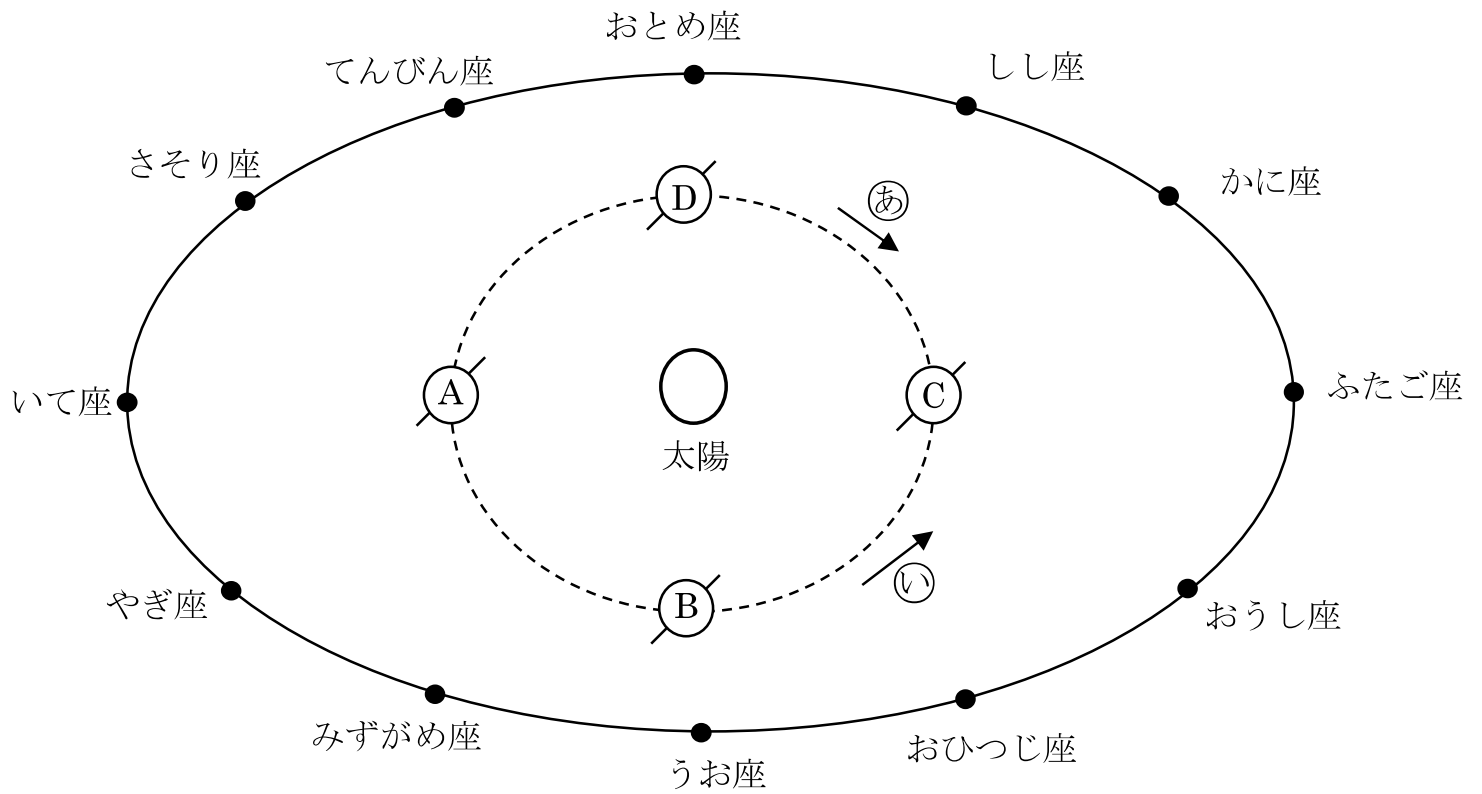 おとめ座
しし座
てんびん座
さそり座
かに座
D
あ
いて座
A
太陽
C
ふたご座
B
い
やぎ座
おうし座
みずがめ座
うお座
おひつじ座